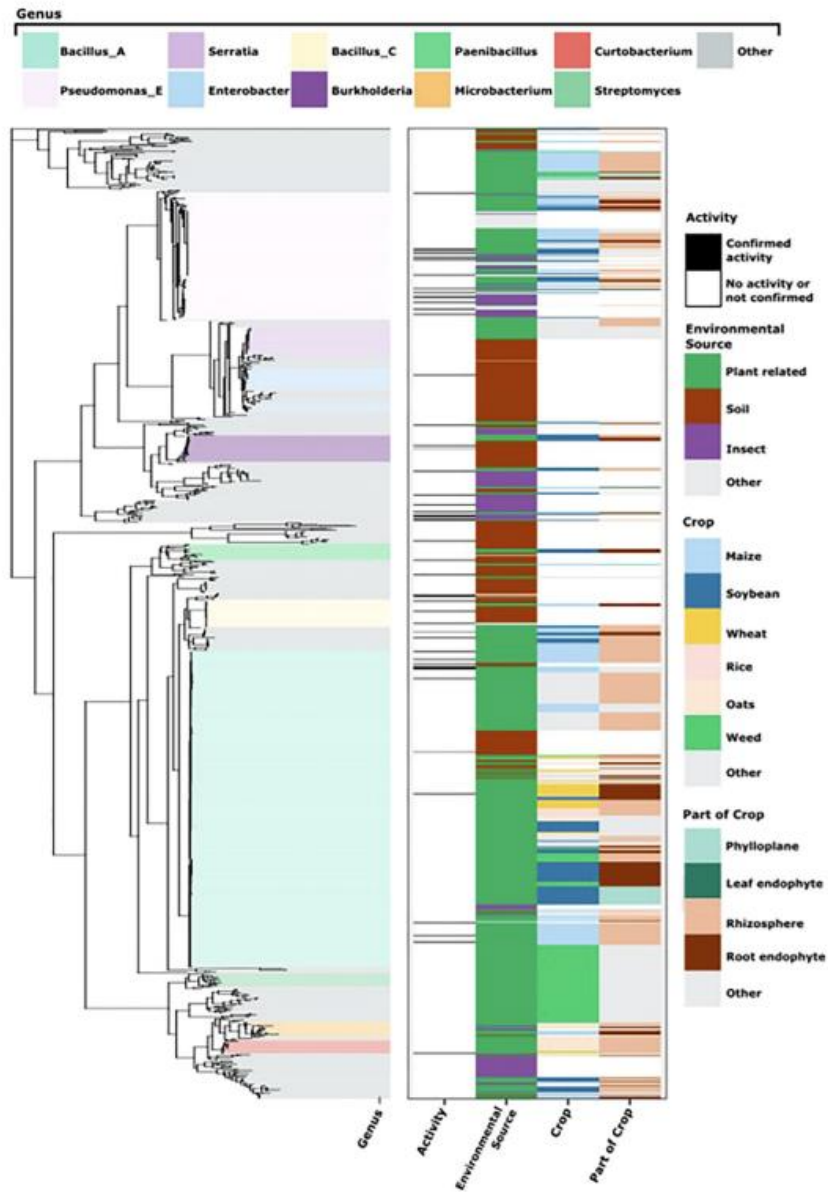 Genus
Bacillus_A Serratia Bacillus_C Paenibacillus Curtobacterium Other
Pseudomonas_E Enterobacter Burkholderia Microbacterium Streptomyces
Activity
Confirmed
activity
No activity or
not confirmed
Environmental
Source
Plant related
Soil
Insect
Other
Crop
Maize
Soybean
Wheat
Rice
Oats
Weed
Other
Part of Crop
Phylloplane
Leaf endophyte
Rhizosphere
Root endophyte
Other
Genus
Activity
Environmental
Source
Crop
Part of Crop